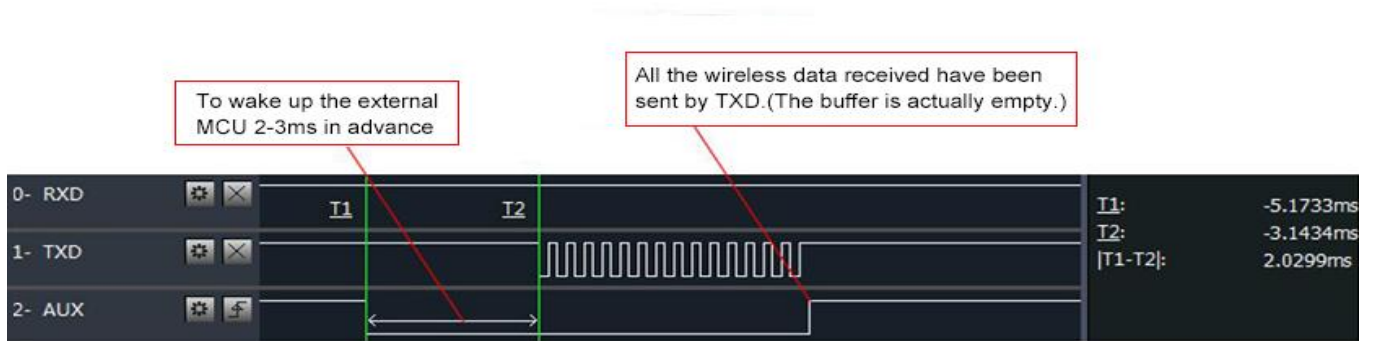 To wake up the external
MCU 2-3ms in advance
All the wireless data received have been
sent by TXD.(The buffer is actually empty.)
0- RXD
T1
T2
1- TXD
2- AUX
T1: -5.1733ms
T2: -3.1434ms
|T1-T2|: 2.0299ms